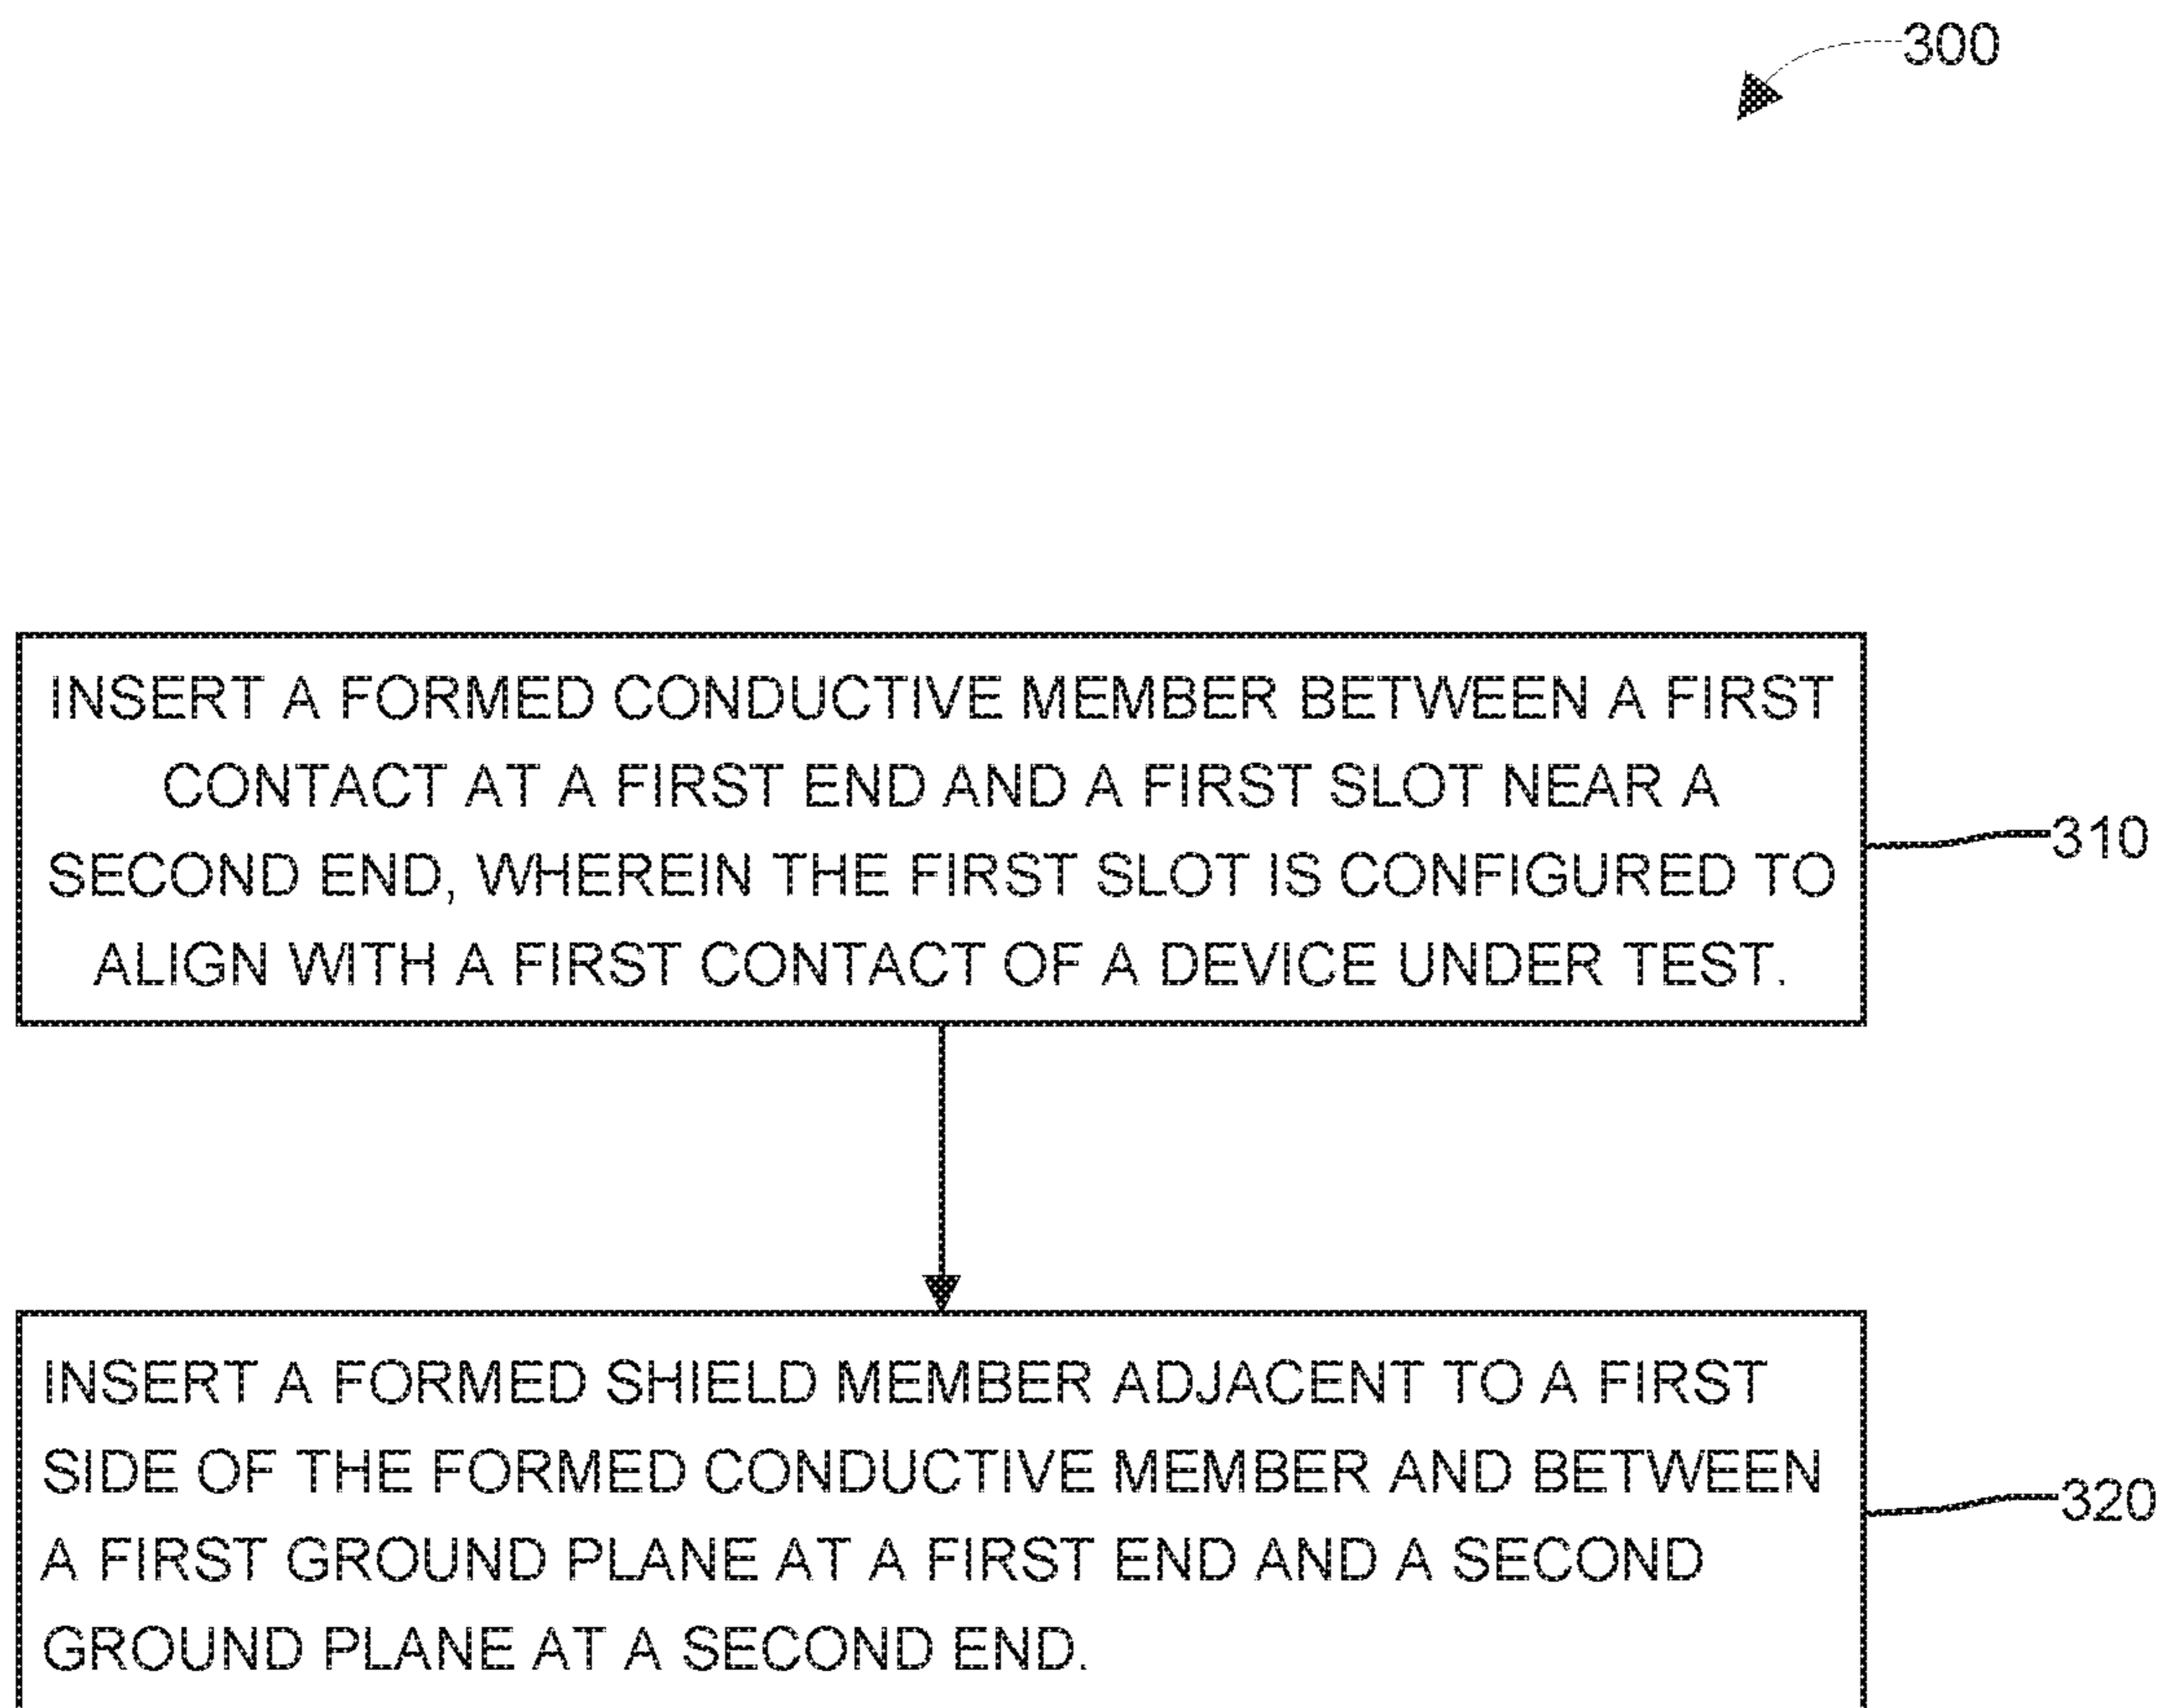 300
INSERT A FORMED CONDUCTIVE MEMBER BETWEEN A FIRST
CONTACT AT A FIRST END AND A FIRST SLOT NEAR A
SECOND END, WHEREIN THE FIRST SLOT IS CONFIGURED TO
ALIGN WITH A FIRST CONTACT OF A DEVICE UNDER TEST.
310
INSERT A FORMED SHIELD MEMBER ADJACENT TO A FIRST
SIDE OF THE FORMED CONDUCTIVE MEMBER AND BETWEEN
A FIRST GROUND PLANE AT A FIRST END AND A SECOND
GROUND PLANE AT A SECOND END.
320